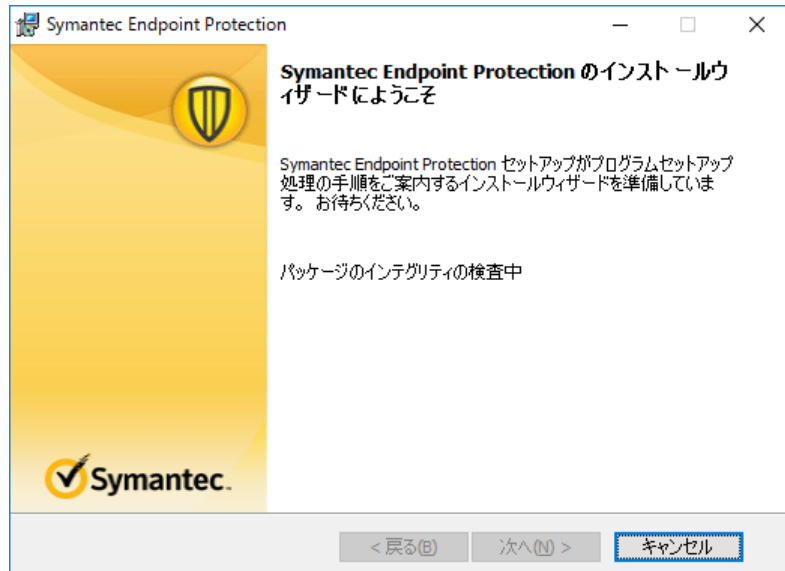 Symantec Endpoint Protection
Symantec Endpoint Protection のインストールウ
ィザードにようこそ
Symantec Endpoint Protection セットアップがプログラムセットアップ
処理の手順をご案内するインストールウィザードを準備していま
す。 お待ちください。
パッケージのインテグリティの検査中
Symantec.
< 戻る(B)
次へ(N) >
キャンセル